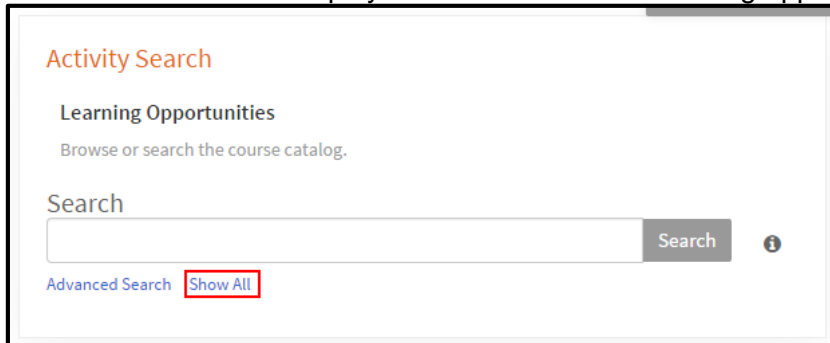 Activity Search
Learning Opportunities
Browse or search the course catalog.
Search
Search
Advanced Search Show All